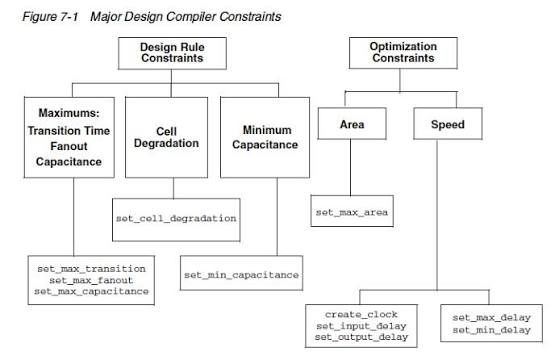 Figure 7-1 Major Design Compiler Constraints
Design Rule
Constraints
Optimization
Constraints
Maximums:
Transition Time
Fanout
Capacitance
Cell
Degradation
Minimum
Capacitance
Area
Speed
set_cell_degradation
set_max_area
set_max_transition
set_max_fanout
set_max_capacitance
set_min_capacitance
create_clock
set_input_delay
set_output_delay
set_max_delay
set_min_delay